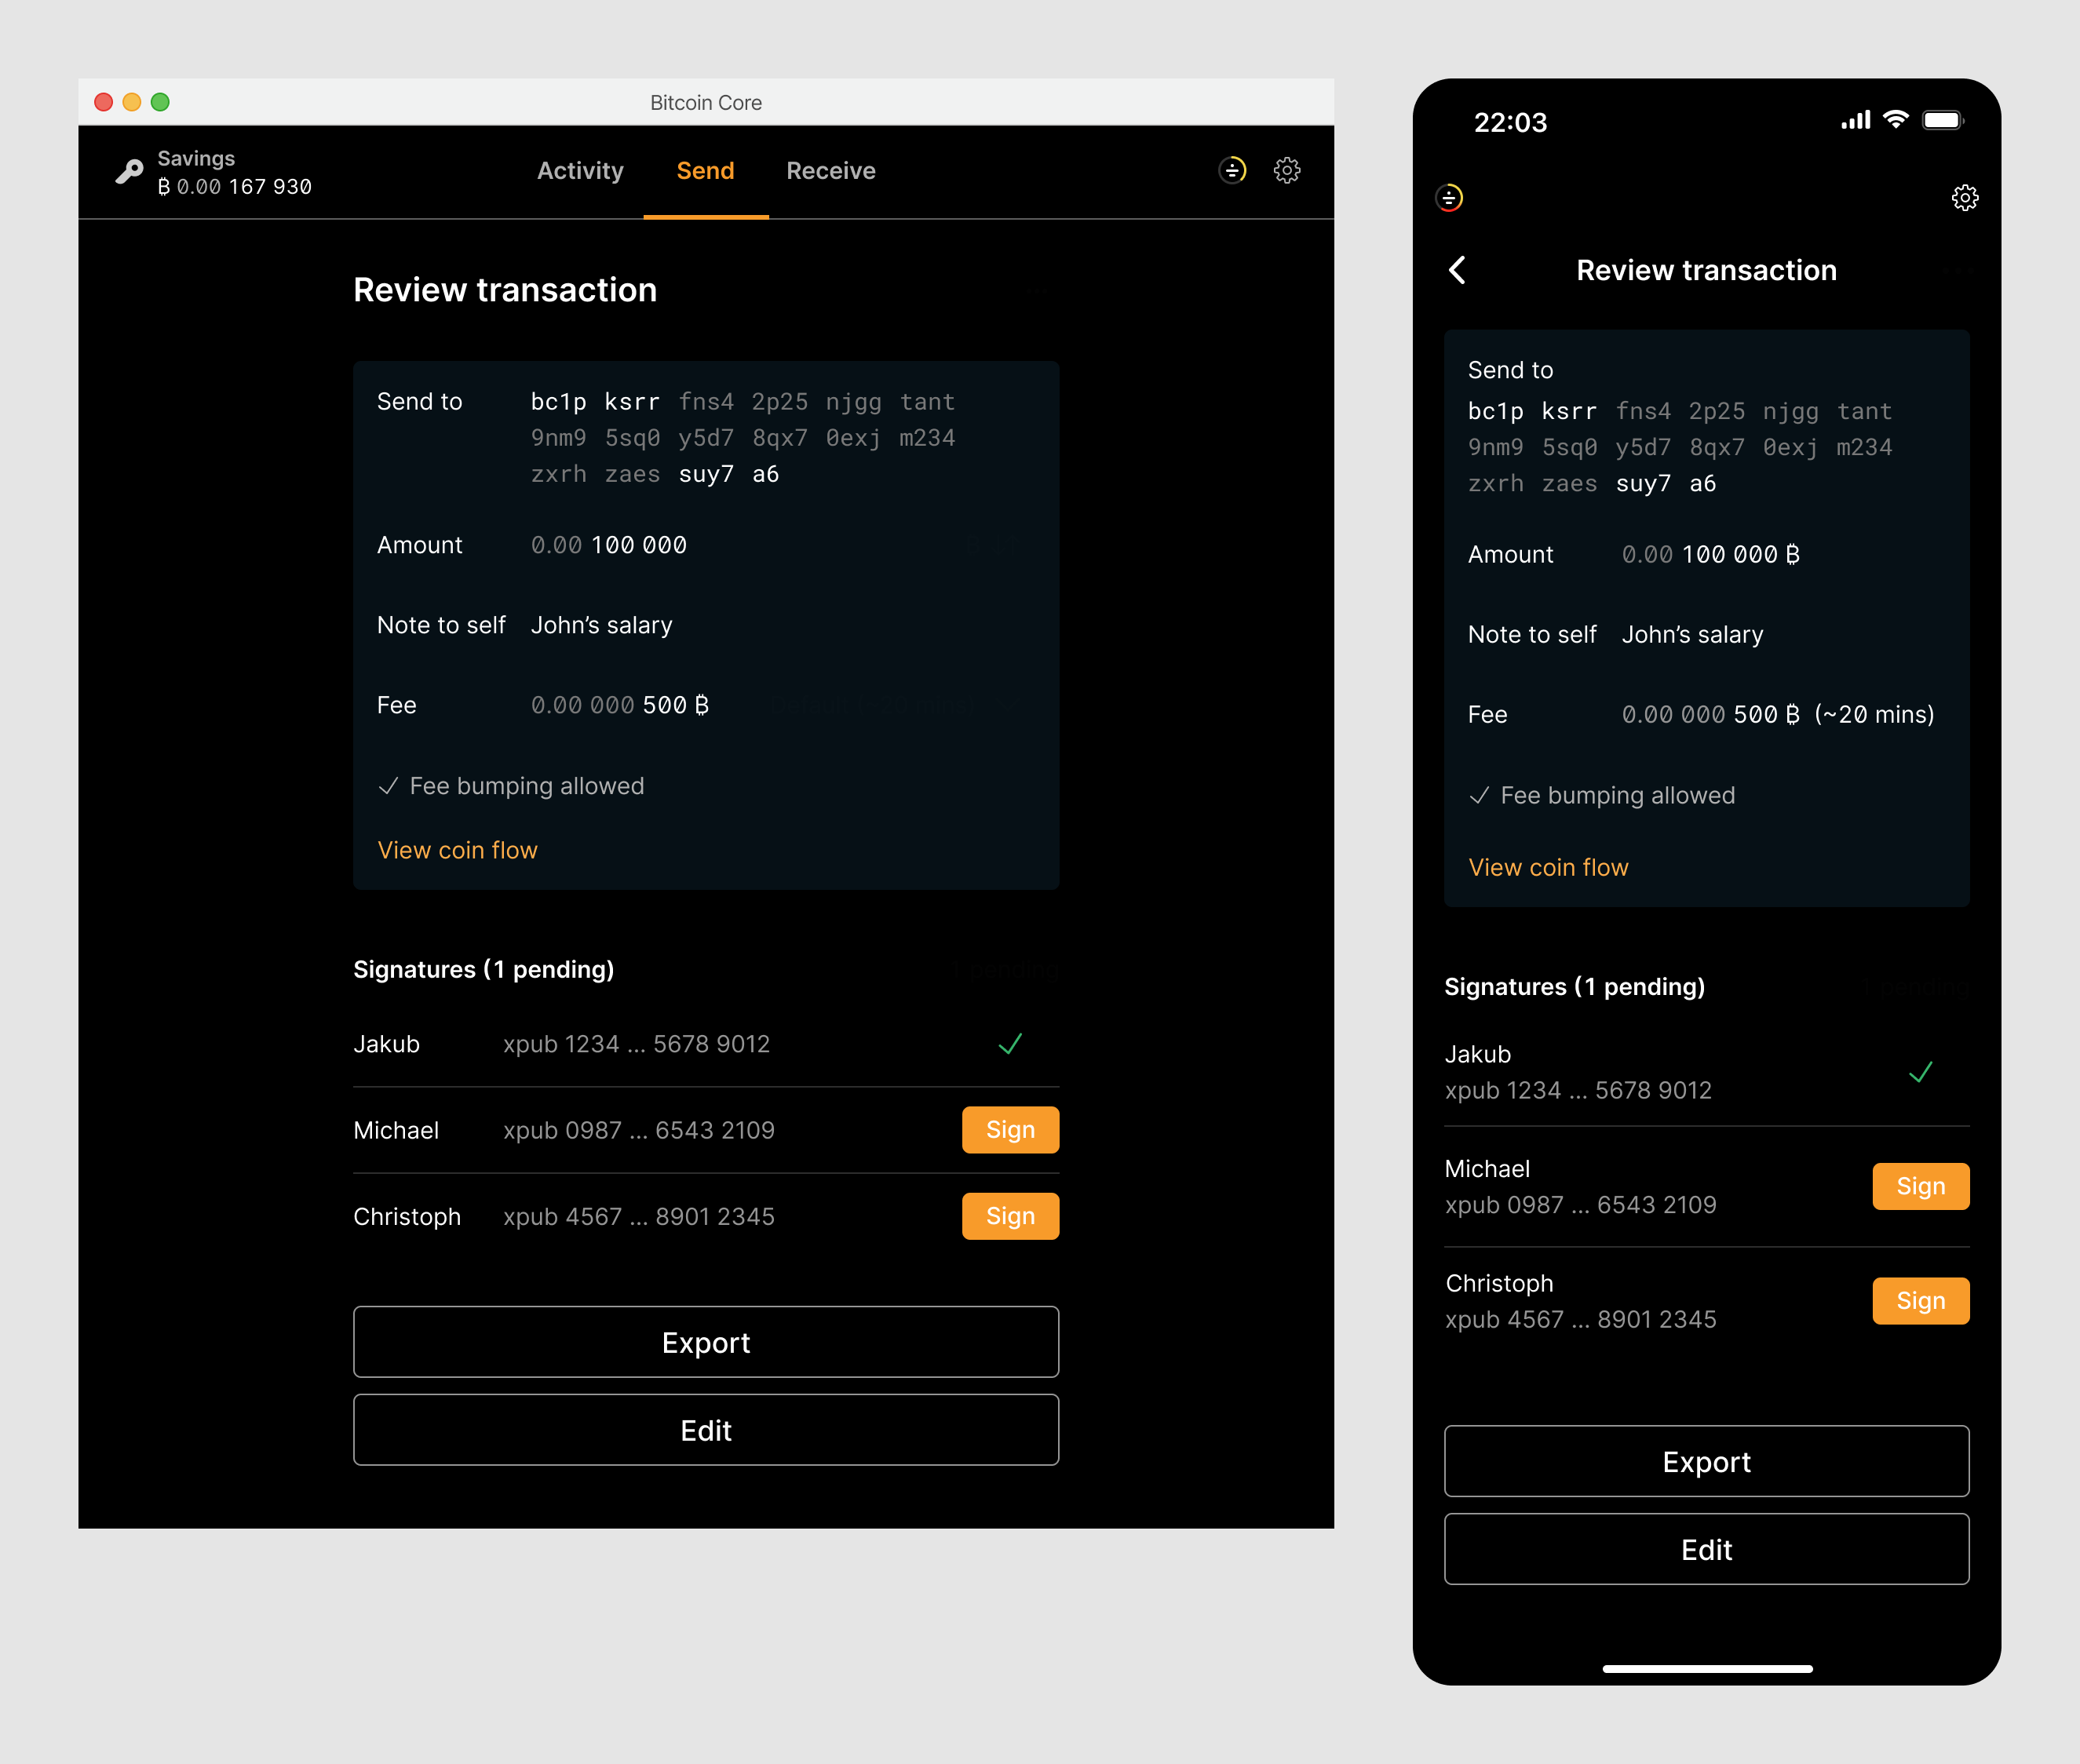 Bitcoin Core
Savings
₿ 0.00 167 930
Activity
Send
Receive
Review transaction
Send to
bc1p ksrr fns4 2p25 njgg tant
9nm9 5sq0 y5d7 8qx7 0exj m234
zxrh zaes suy7 a6
Amount 0.00 100 000
Note to self John’s salary
Fee 0.00 000 500 ₿
Fee bumping allowed
View coin flow
Signatures (1 pending)
Jakub xpub 1234 ... 5678 9012
Michael xpub 0987 ... 6543 2109 Sign
Christoph xpub 4567 ... 8901 2345 Sign
Export
Edit
22:03
Review transaction
Send to
bc1p ksrr fns4 2p25 njgg tant
9nm9 5sq0 y5d7 8qx7 0exj m234
zxrh zaes suy7 a6
Amount 0.00 100 000 ₿
Note to self John’s salary
Fee 0.00 000 500 ₿ (~20 mins)
Fee bumping allowed
View coin flow
Signatures (1 pending)
Jakub
xpub 1234 ... 5678 9012
Michael
xpub 0987 ... 6543 2109
Sign
Christoph
xpub 4567 ... 8901 2345
Sign
Export
Edit